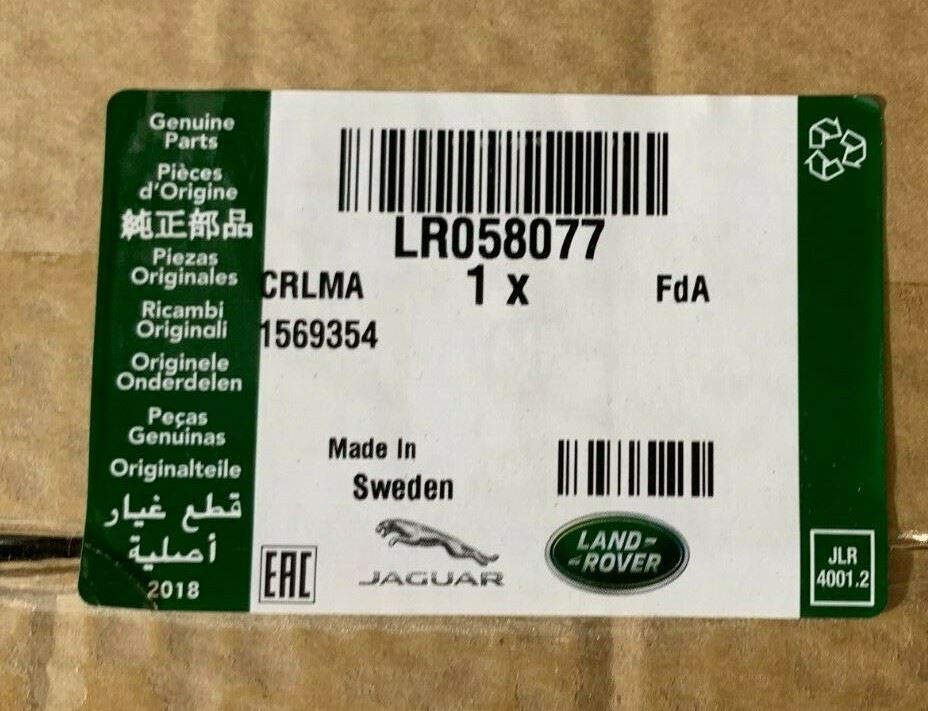 Genuine
Parts
Pièces
d'Origine
純正部品
Piezas
Originales
Ricambi
Originali
Originele
Onderdelen
Peças
Genuinas
Originalteile
قطع غيار
أصلية
2018
LR058077
CRLMA
1 x
FdA
1569354
Made In
Sweden
EAC
JAGUAR
LAND-
-ROVER
JLR
4001.2